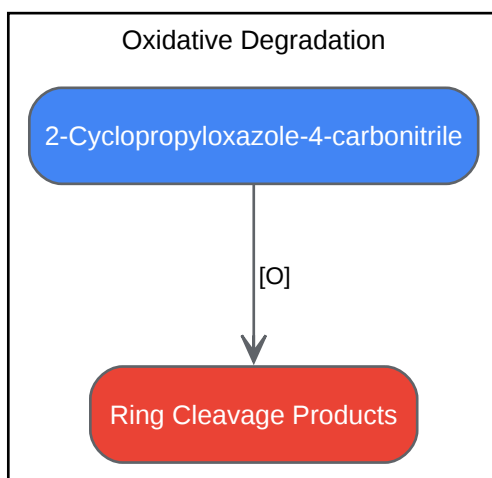 Oxidative Degradation
2-Cyclopropyloxazole-4-carbonitrile
[O]
Ring Cleavage Products